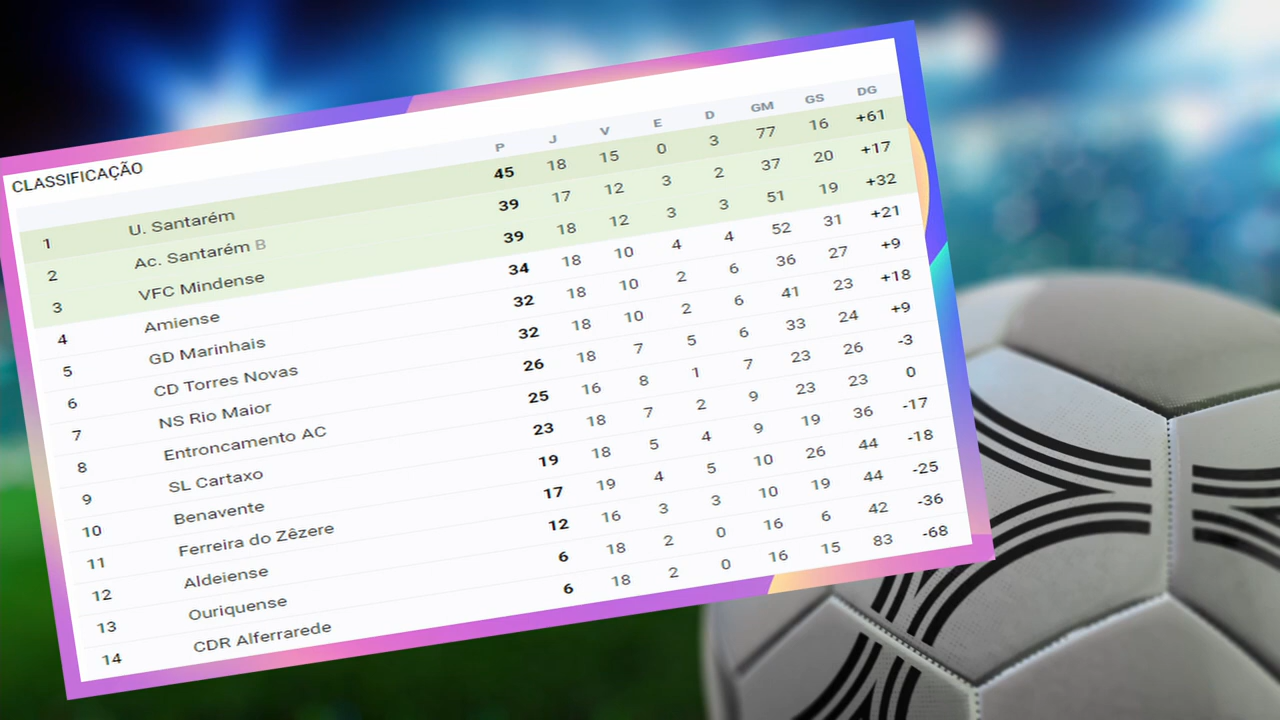 CLASSIFICAÇÃO
P J V E D GM GS DG
1 U. Santarém 45 18 15 0 3 77 16 +61
2 Ac. Santarém B 39 17 12 3 2 37 20 +17
3 VFC Mindense 39 18 12 3 3 51 19 +32
4 Amiense 34 18 10 4 4 52 31 +21
5 GD Marinhais 32 18 10 2 6 36 27 +9
6 CD Torres Novas 32 18 10 2 6 41 23 +18
7 NS Rio Maior 26 18 7 5 6 33 24 +9
8 Entroncamento AC 25 16 8 1 7 23 26 -3
9 SL Cartaxo 23 18 7 2 9 23 23 0
10 Benavente 19 18 5 4 9 19 36 -17
11 Ferreira do Zêzere 17 19 4 5 10 26 44 -18
12 Aldeiense 12 16 3 3 10 19 44 -25
13 Ouriquense 6 18 2 0 16 6 42 -36
14 CDR Alferrarede 6 18 2 0 16 15 83 -68